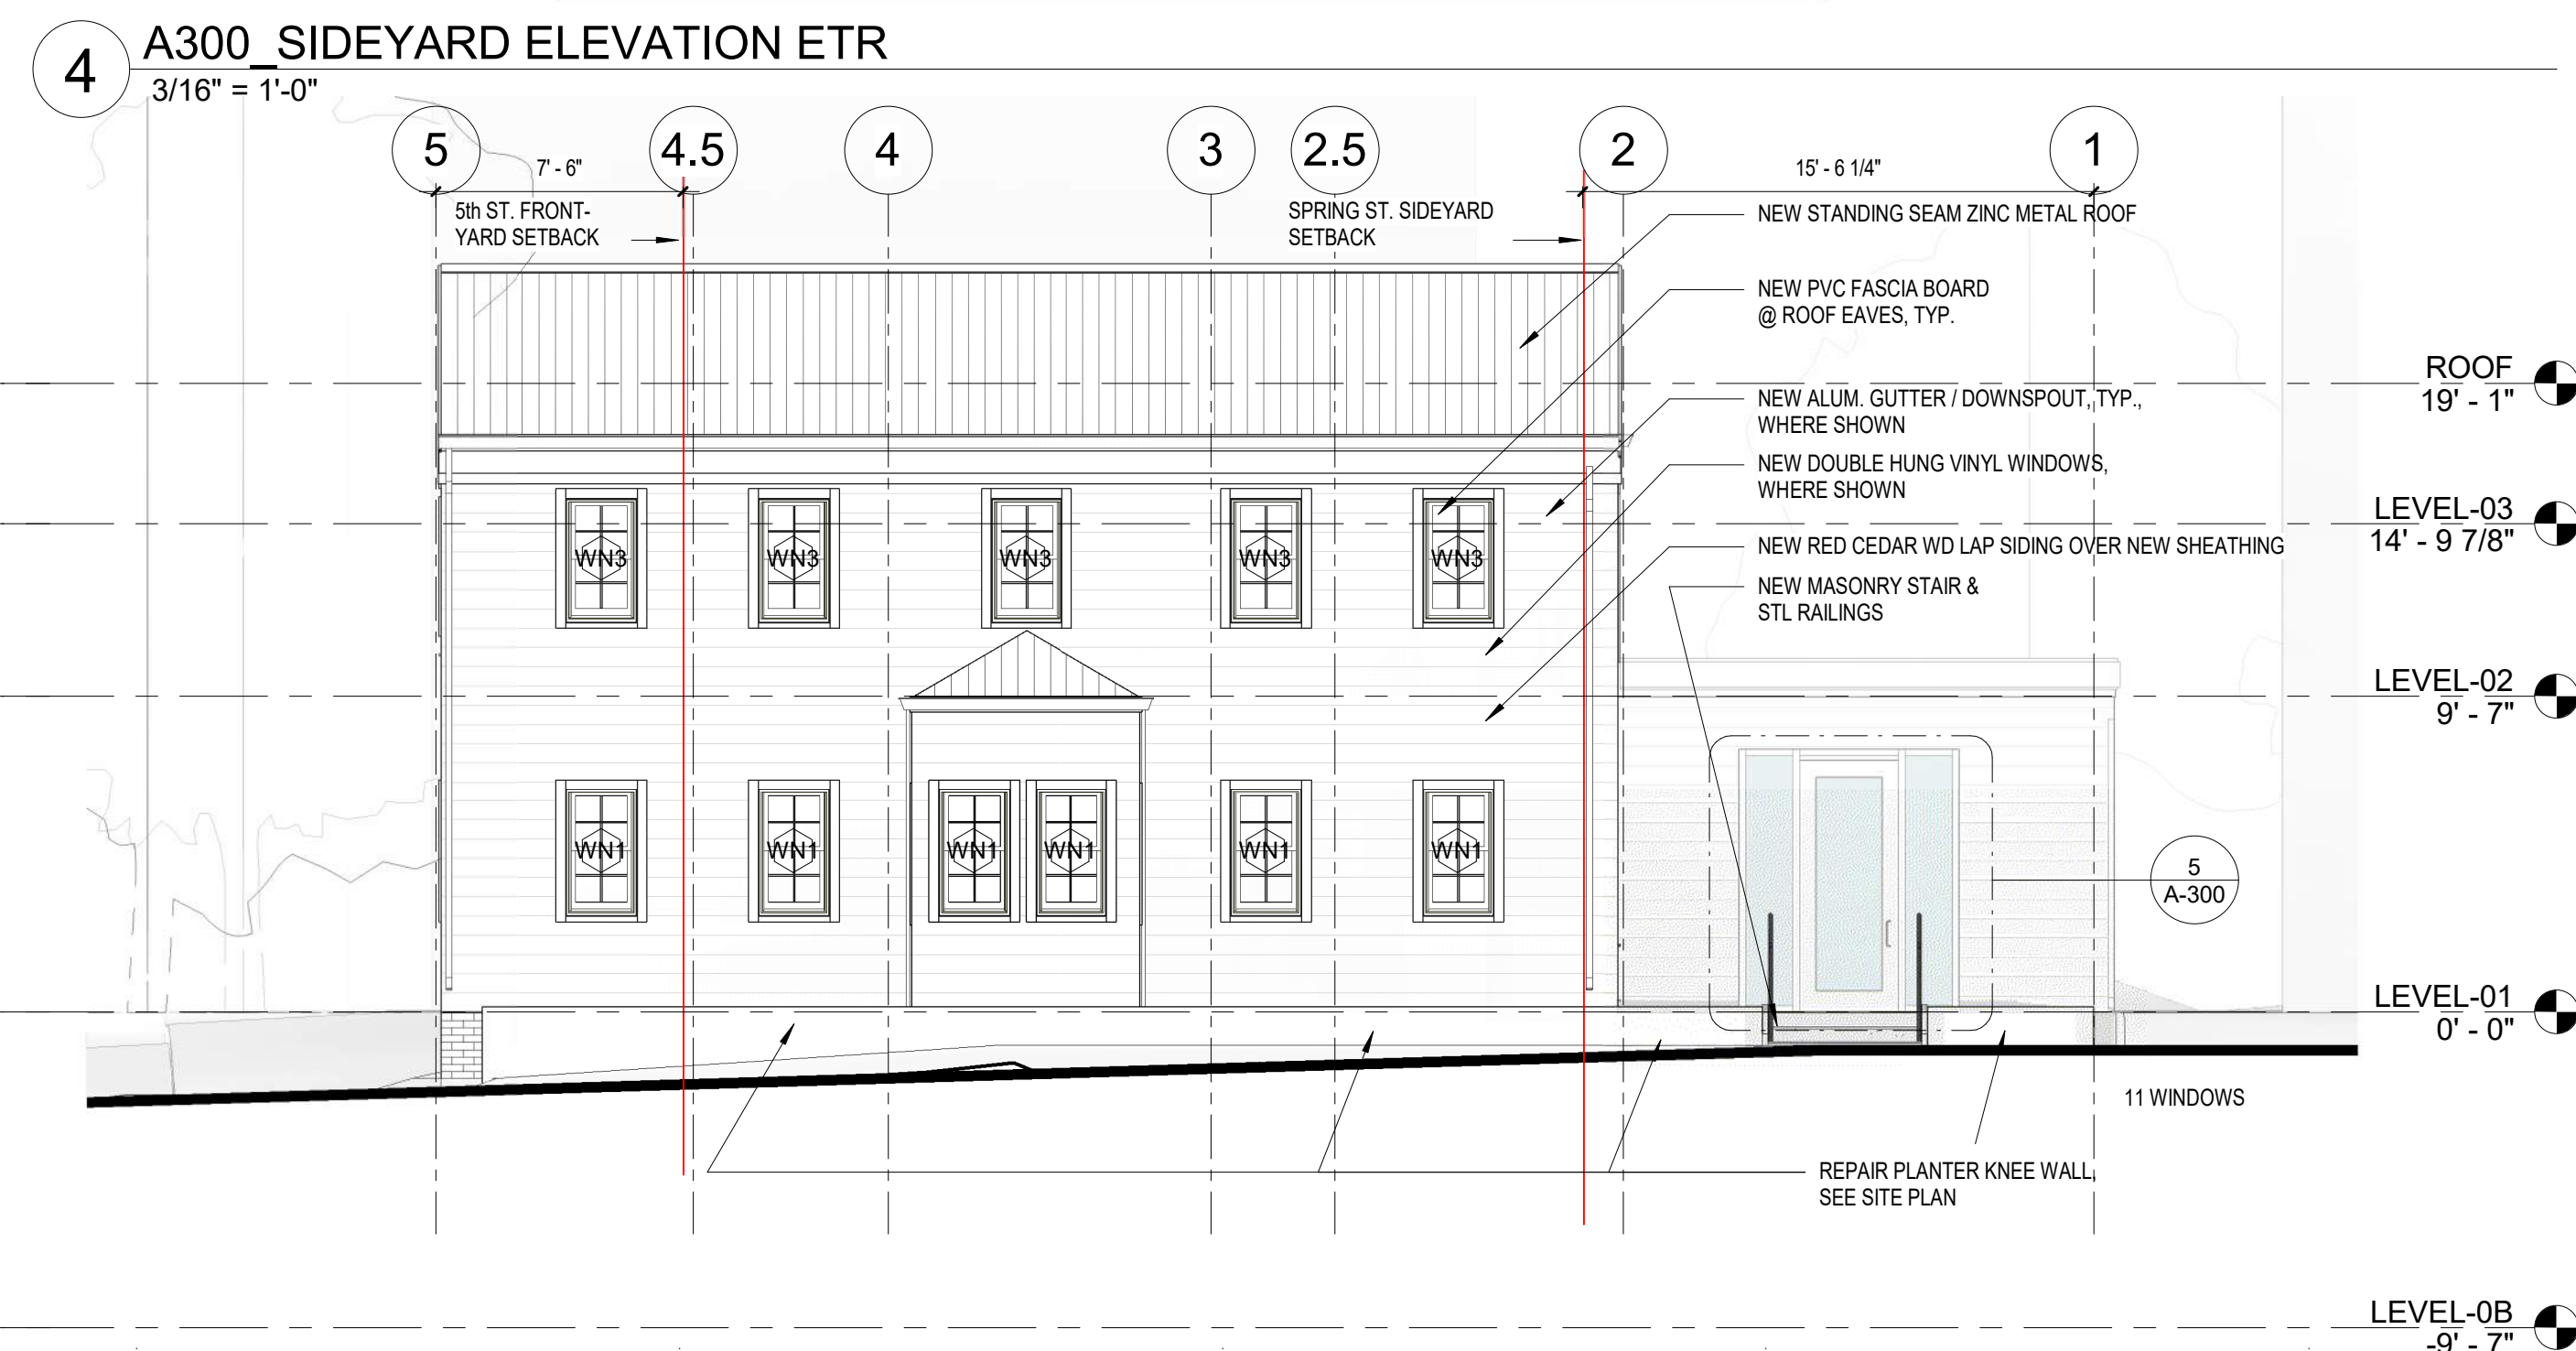 4
A300_SIDEYARD ELEVATION ETR
3/16" = 1'-0"
5
4.5
4
3
2.5
2
1
7' - 6"
15' - 6 1/4"
5th ST. FRONT-
YARD SETBACK
SPRING ST. SIDEYARD
SETBACK
NEW STANDING SEAM ZINC METAL ROOF
NEW PVC FASCIA BOARD
@ ROOF EAVES, TYP.
ROOF
19' - 1"
NEW ALUM. GUTTER / DOWNSPOUT, TYP.,
WHERE SHOWN
NEW DOUBLE HUNG VINYL WINDOWS,
WHERE SHOWN
LEVEL-03
14' - 9 7/8"
NEW RED CEDAR WD LAP SIDING OVER NEW SHEATHING
NEW MASONRY STAIR &
STL RAILINGS
WN3
WN3
WN3
WN3
WN3
LEVEL-02
9' - 7"
WN1
WN1
WN1
WN1
WN1
WN1
5
A-300
LEVEL-01
0' - 0"
11 WINDOWS
REPAIR PLANTER KNEE WALL,
SEE SITE PLAN
LEVEL-0B
-9' - 7"